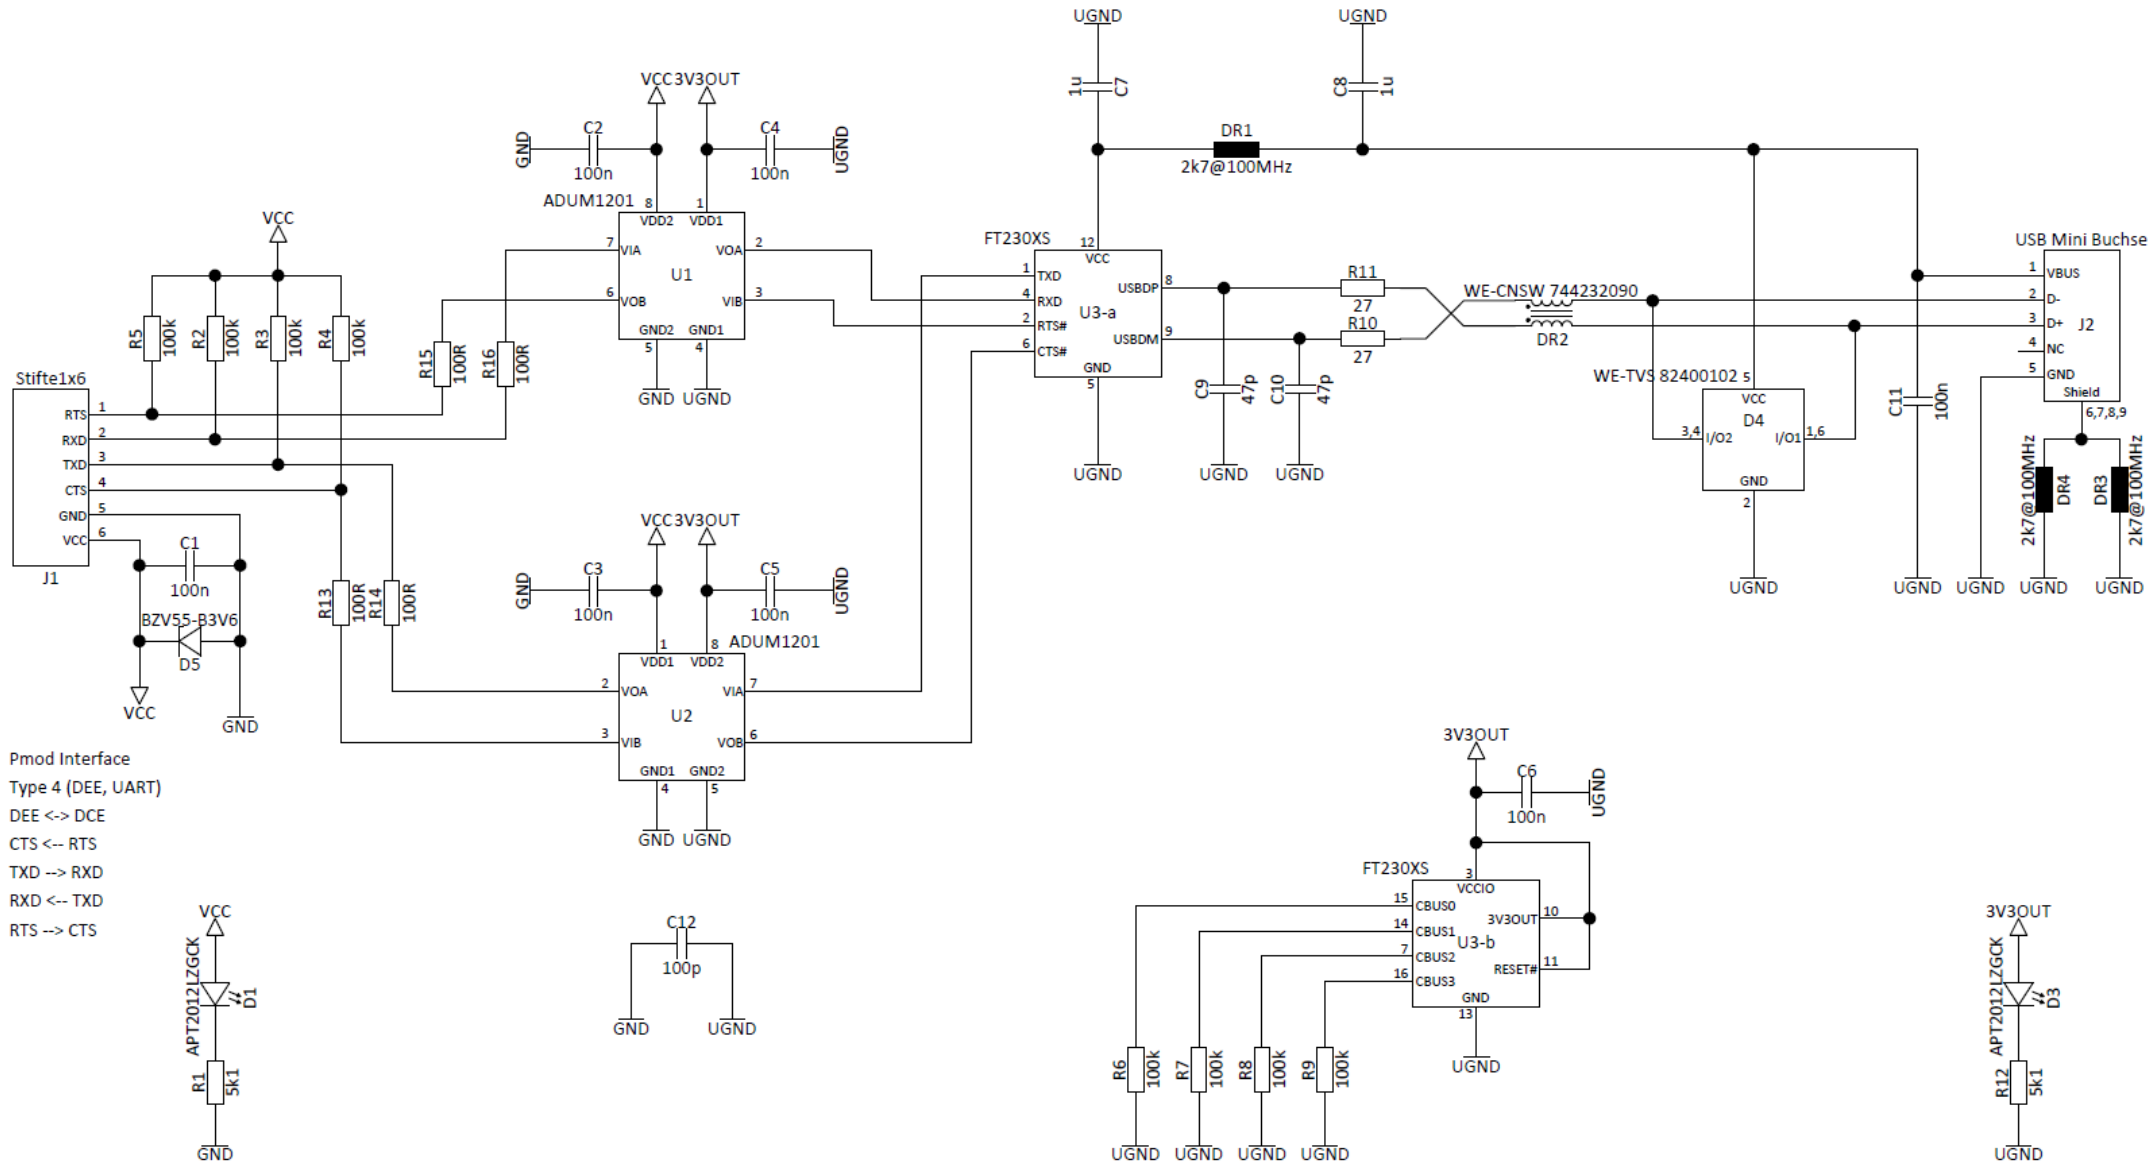 UGND
UGND
1u
C7
C8
1u
VCC
3V3OUT
GND
C2
100n
C4
100n
UGND
DR1
2k7@100MHz
ADUM1201
8
1
VDD2
VDD1
7
VIA
VOA
2
U1
6
VOB
VIB
3
GND2
GND1
5
4
GND
UGND
VCC
R5
100k
R2
100k
R3
100k
R4
100k
R15
100R
R16
100R
FT230XS
12
VCC
1
TXD
4
RXD
2
RTS#
6
CTS#
USBDP
8
U3-a
USBDM
9
GND
5
UGND
R11
27
R10
27
C9
47p
C10
47p
UGND
UGND
WE-CNSW 744232090
DR2
USB Mini Buchse
1
VBUS
2
D-
3
D+
J2
4
NC
5
GND
Shield
6,7,8,9
WE-TVS 82400102
5
VCC
D4
3,4
I/O2
I/O1
1,6
GND
2
UGND
C11
100n
UGND
UGND
2k7@100MHz
DR4
DR3
2k7@100MHz
UGND
UGND
Stifte1x6
RTS
1
RXD
2
TXD
3
CTS
4
GND
5
VCC
6
J1
C1
100n
BZV55-B3V6
D5
VCC
GND
R13
100R
R14
100R
VCC
3V3OUT
GND
C3
100n
C5
100n
UGND
ADUM1201
1
8
VDD1
VDD2
2
VOA
VIA
7
U2
3
VIB
VOB
6
GND1
GND2
4
5
GND
UGND
Pmod Interface
Type 4 (DEE, UART)
DEE <-> DCE
CTS <-- RTS
TXD --> RXD
RXD <-- TXD
RTS --> CTS
VCC
APT2012LZGCK
D1
R1
5k1
GND
C12
100p
GND
UGND
3V3OUT
C6
100n
UGND
FT230XS
3
VCCIO
15
CBUS0
14
CBUS1
7
CBUS2
16
CBUS3
3V3OUT
10
U3-b
RESET#
11
GND
13
UGND
R6
100k
R7
100k
R8
100k
R9
100k
UGND
UGND
UGND
UGND
3V3OUT
APT2012LZGCK
D3
R12
5k1
UGND